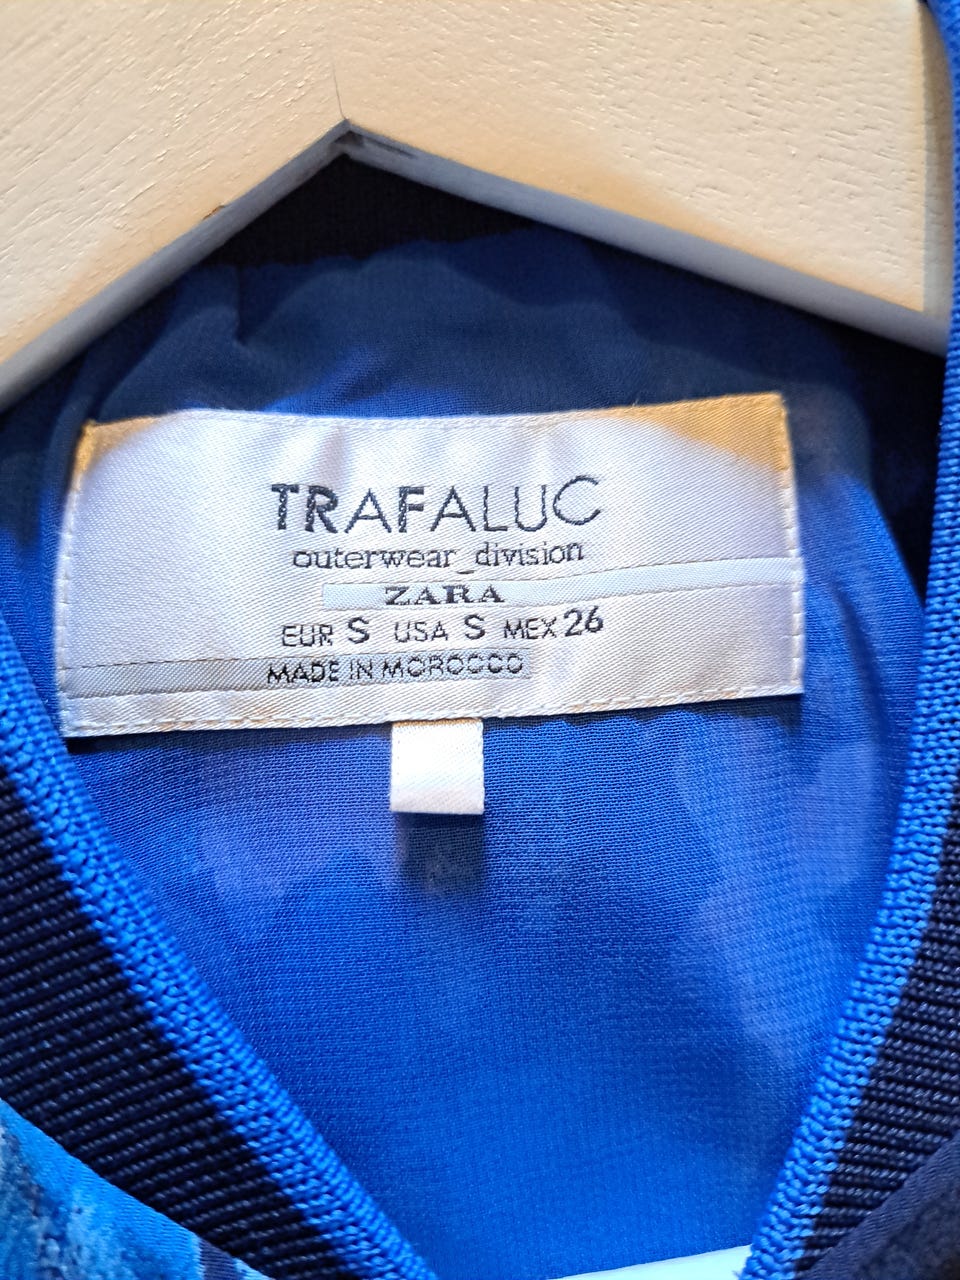 TRAFALUC
outerwear_division
ZARA
EUR S USA S MEX 26
MADE IN MOROCCO